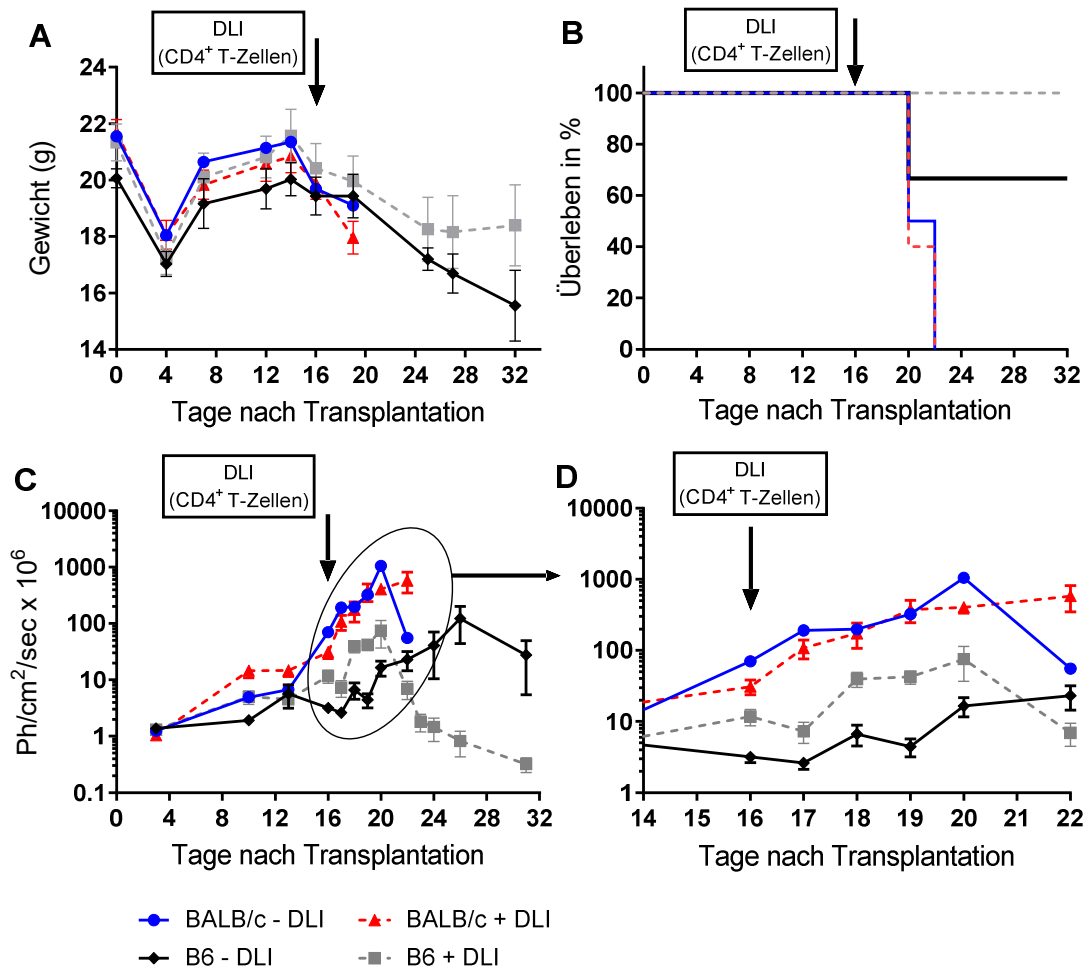 A
DLI
(CD4⁺ T-Zellen)
24
22
20
18
16
14
Gewicht (g)
0 4 8 12 16 20 24 28 32
Tage nach Transplantation
B
DLI
(CD4⁺ T-Zellen)
100
80
60
40
20
0
Überleben in %
0 4 8 12 16 20 24 28 32
Tage nach Transplantation
C
DLI
(CD4⁺ T-Zellen)
10000
1000
100
10
1
0.1
Ph/cm²/sec x 10⁶
0 4 8 12 16 20 24 28 32
Tage nach Transplantation
D
DLI
(CD4⁺ T-Zellen)
10000
1000
100
10
1
14 15 16 17 18 19 20 21 22
Tage nach Transplantation
BALB/c - DLI
BALB/c + DLI
B6 - DLI
B6 + DLI